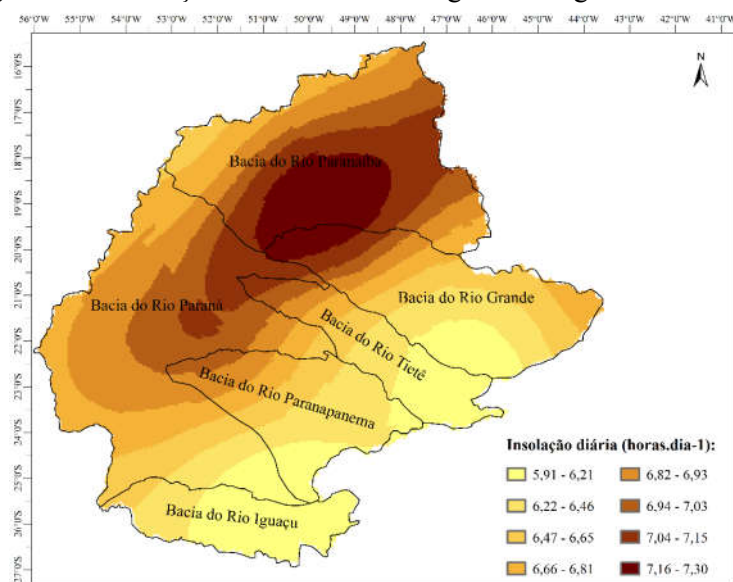 56°0'W 55°0'W 54°0'W 53°0'W 52°0'W 51°0'W 50°0'W 49°0'W 48°0'W 47°0'W 46°0'W 45°0'W 44°0'W 43°0'W 42°0'W 41°0'W
N
16°0'S
17°0'S
18°0'S
19°0'S
20°0'S
21°0'S
22°0'S
23°0'S
24°0'S
25°0'S
26°0'S
27°0'S
Bacia do Rio Paranaíba
Bacia do Rio Grande
Bacia do Rio Paraná
Bacia do Rio Tietê
Bacia do Rio Paranapanema
Bacia do Rio Iguaçu
Insolação diária (horas.dia-1):
5,91 - 6,21
6,22 - 6,46
6,47 - 6,65
6,66 - 6,81
6,82 - 6,93
6,94 - 7,03
7,04 - 7,15
7,16 - 7,30